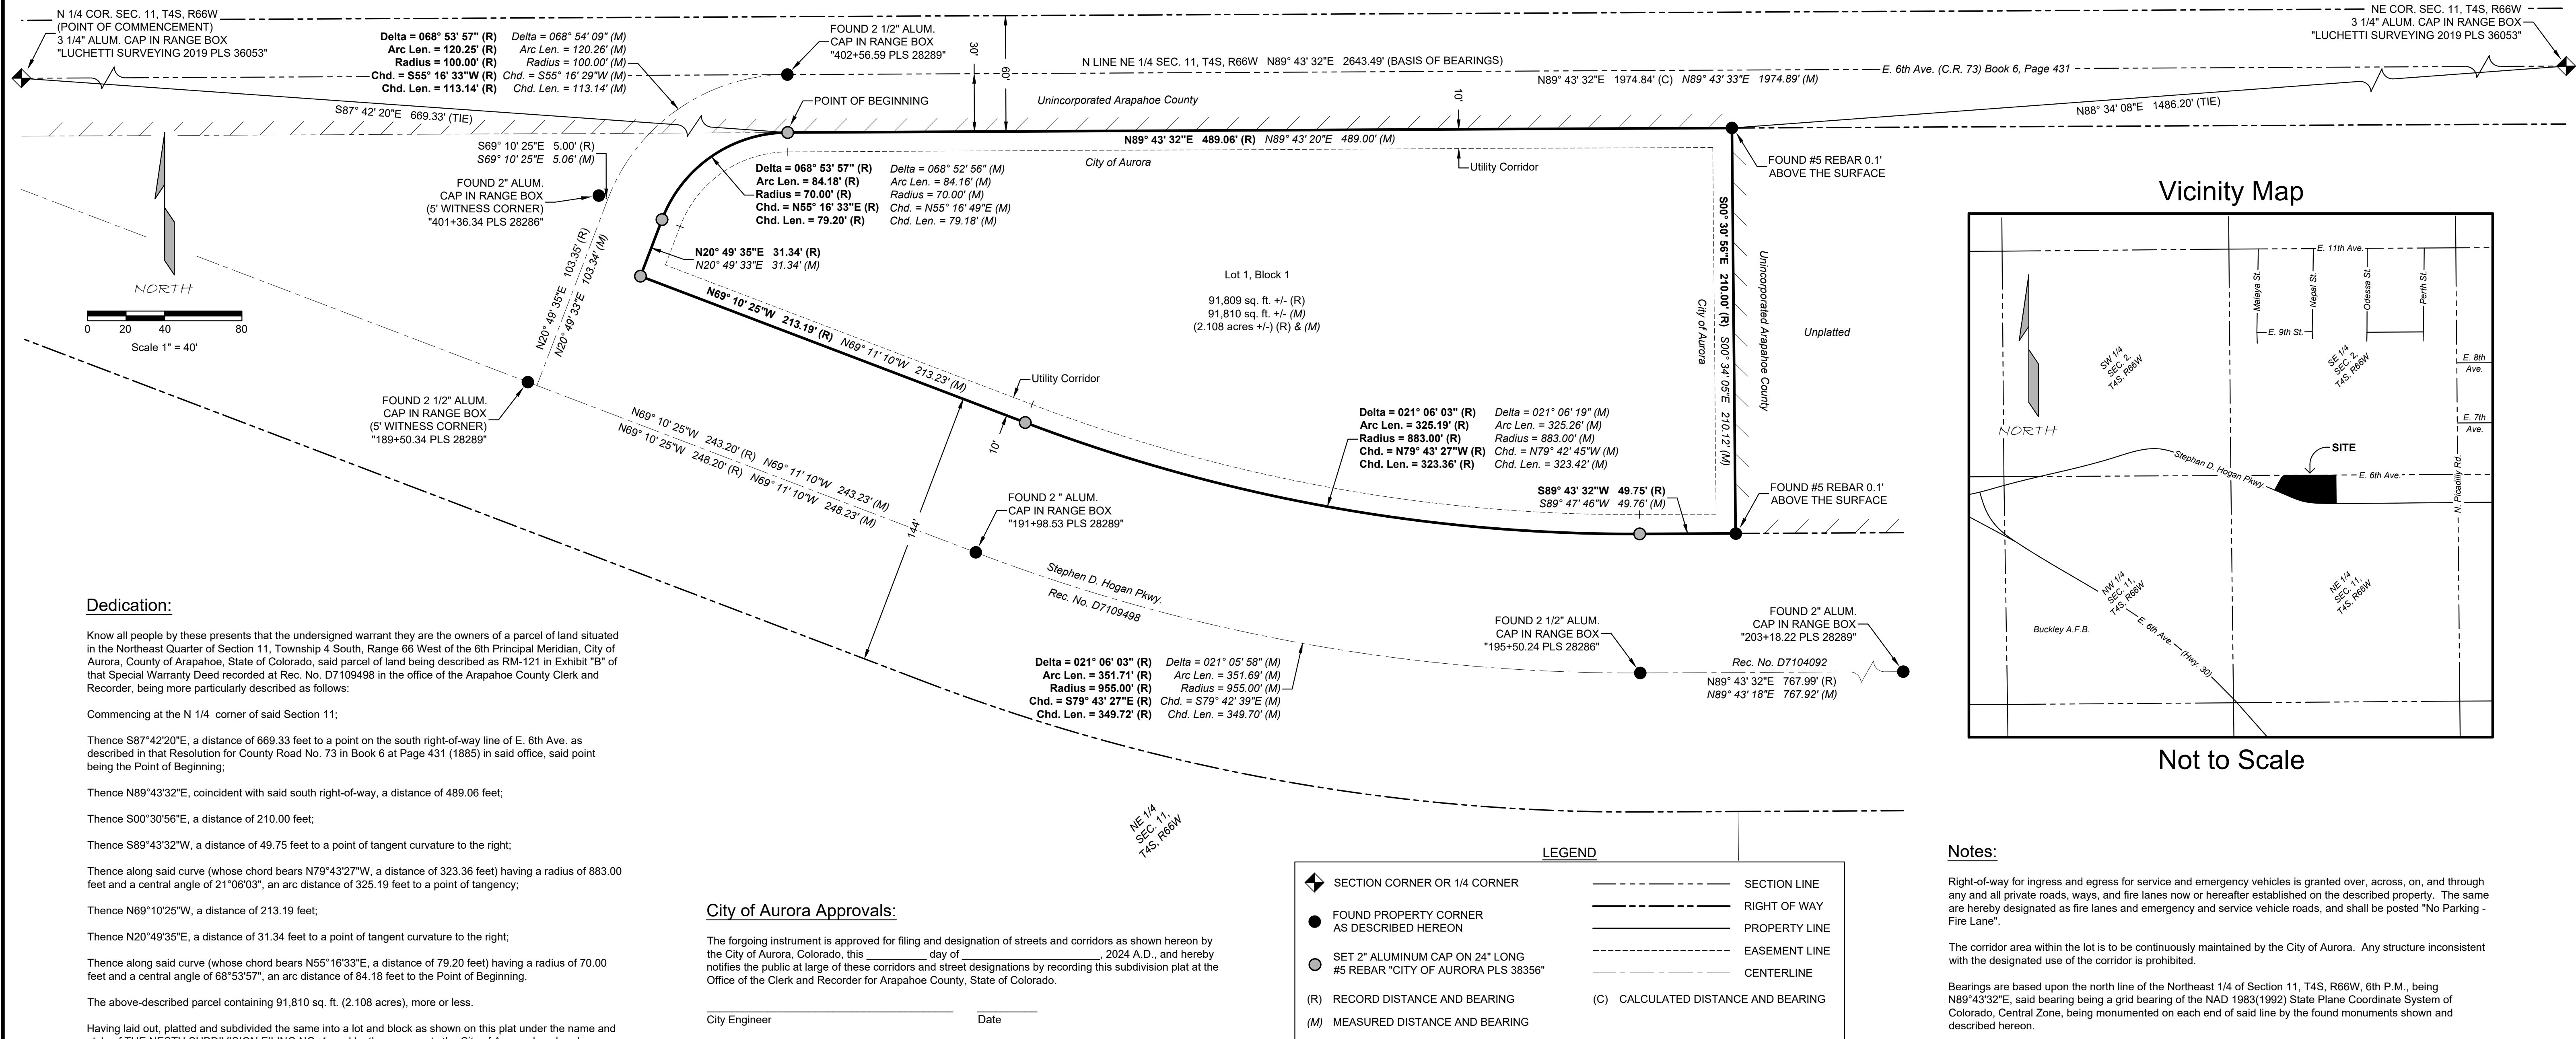 N 1/4 COR. SEC. 11, T4S, R66W
(POINT OF COMMENCEMENT)
3 1/4" ALUM. CAP IN RANGE BOX
"LUCHETTI SURVEYING 2019 PLS 36053"
Delta = 068° 53' 57" (R) Delta = 068° 54' 09" (M)
Arc Len. = 120.25' (R) Arc Len. = 120.26' (M)
Radius = 100.00' (R) Radius = 100.00' (M)
Chd. = S55° 16' 33"W (R) Chd. = S55° 16' 29"W (M)
Chd. Len. = 113.14' (R) Chd. Len. = 113.14' (M)
FOUND 2 1/2" ALUM.
CAP IN RANGE BOX
"402+56.59 PLS 28289"
30'
60'
N LINE NE 1/4 SEC. 11, T4S, R66W N89° 43' 32"E 2643.49' (BASIS OF BEARINGS)
N89° 43' 32"E 1974.84' (C) N89° 43' 33"E 1974.89' (M)
E. 6th Ave. (C.R. 73) Book 6, Page 431
NE COR. SEC. 11, T4S, R66W
3 1/4" ALUM. CAP IN RANGE BOX
"LUCHETTI SURVEYING 2019 PLS 36053"
S87° 42' 20"E 669.33' (TIE)
POINT OF BEGINNING
Unincorporated Arapahoe County
10'
N88° 34' 08"E 1486.20' (TIE)
N89° 43' 32"E 489.06' (R) N89° 43' 20"E 489.00' (M)
City of Aurora
Utility Corridor
FOUND #5 REBAR 0.1'
ABOVE THE SURFACE
S69° 10' 25"E 5.00' (R)
S69° 10' 25"E 5.06' (M)
FOUND 2" ALUM.
CAP IN RANGE BOX
(5' WITNESS CORNER)
"401+36.34 PLS 28286"
Delta = 068° 53' 57" (R) Delta = 068° 52' 56" (M)
Arc Len. = 84.18' (R) Arc Len. = 84.16' (M)
Radius = 70.00' (R) Radius = 70.00' (M)
Chd. = N55° 16' 33"E (R) Chd. = N55° 16' 49"E (M)
Chd. Len. = 79.20' (R) Chd. Len. = 79.18' (M)
N20° 49' 35"E 31.34' (R)
N20° 49' 33"E 31.34' (M)
N20° 49' 35"E 103.35' (R)
N20° 49' 33"E 103.34' (M)
NORTH
0 20 40 80
Scale 1" = 40'
Lot 1, Block 1
91,809 sq. ft. +/- (R)
91,810 sq. ft. +/- (M)
(2.108 acres +/-) (R) & (M)
S00° 30' 56"E 210.00' (R) S00° 34' 05"E 210.12' (M)
City of Aurora
Unincorporated Arapahoe County
Unplatted
N69° 10' 25"W 213.19' (R) N69° 11' 10"W 213.23' (M)
Utility Corridor
10'
144'
FOUND 2 1/2" ALUM.
CAP IN RANGE BOX
(5' WITNESS CORNER)
"189+50.34 PLS 28289"
N69° 10' 25"W 243.20' (R) N69° 11' 10"W 243.23' (M)
N69° 10' 25"W 248.20' (R) N69° 11' 10"W 248.23' (M)
Delta = 021° 06' 03" (R) Delta = 021° 06' 19" (M)
Arc Len. = 325.19' (R) Arc Len. = 325.26' (M)
Radius = 883.00' (R) Radius = 883.00' (M)
Chd. = N79° 43' 27"W (R) Chd. = N79° 42' 45"W (M)
Chd. Len. = 323.36' (R) Chd. Len. = 323.42' (M)
S89° 43' 32"W 49.75' (R)
S89° 47' 46"W 49.76' (M)
FOUND #5 REBAR 0.1'
ABOVE THE SURFACE
FOUND 2 " ALUM.
CAP IN RANGE BOX
"191+98.53 PLS 28289"
Stephen D. Hogan Pkwy.
Rec. No. D7109498
Delta = 021° 06' 03" (R) Delta = 021° 05' 58" (M)
Arc Len. = 351.71' (R) Arc Len. = 351.69' (M)
Radius = 955.00' (R) Radius = 955.00' (M)
Chd. = S79° 43' 27"E (R) Chd. = S79° 42' 39"E (M)
Chd. Len. = 349.72' (R) Chd. Len. = 349.70' (M)
FOUND 2 1/2" ALUM.
CAP IN RANGE BOX
"195+50.24 PLS 28286"
FOUND 2" ALUM.
CAP IN RANGE BOX
"203+18.22 PLS 28289"
Rec. No. D7104092
N89° 43' 32"E 767.99' (R)
N89° 43' 18"E 767.92' (M)
NE 1/4
SEC. 11,
T4S, R66W
Vicinity Map
E. 11th Ave.
Malaya St.
Nepal St.
Odessa St.
Perth St.
E. 9th St.
E. 8th
Ave.
E. 7th
Ave.
SW 1/4
SEC. 2,
T4S, R66W
SE 1/4
SEC. 2,
T4S, R66W
NORTH
SITE
Stephan D. Hogan Pkwy.
E. 6th Ave.
N. Picadilly Rd.
NW 1/4
SEC. 11,
T4S, R66W
NE 1/4
SEC. 11,
T4S, R66W
Buckley A.F.B.
E. 6th Ave.
(Hwy. 30)
Not to Scale
Dedication:
Know all people by these presents that the undersigned warrant they are the owners of a parcel of land situated
in the Northeast Quarter of Section 11, Township 4 South, Range 66 West of the 6th Principal Meridian, City of
Aurora, County of Arapahoe, State of Colorado, said parcel of land being described as RM-121 in Exhibit "B" of
that Special Warranty Deed recorded at Rec. No. D7109498 in the office of the Arapahoe County Clerk and
Recorder, being more particularly described as follows:
Commencing at the N 1/4 corner of said Section 11;
Thence S87°42'20"E, a distance of 669.33 feet to a point on the south right-of-way line of E. 6th Ave. as
described in that Resolution for County Road No. 73 in Book 6 at Page 431 (1885) in said office, said point
being the Point of Beginning;
Thence N89°43'32"E, coincident with said south right-of-way, a distance of 489.06 feet;
Thence S00°30'56"E, a distance of 210.00 feet;
Thence S89°43'32"W, a distance of 49.75 feet to a point of tangent curvature to the right;
Thence along said curve (whose chord bears N79°43'27"W, a distance of 323.36 feet) having a radius of 883.00
feet and a central angle of 21°06'03", an arc distance of 325.19 feet to a point of tangency;
Thence N69°10'25"W, a distance of 213.19 feet;
Thence N20°49'35"E, a distance of 31.34 feet to a point of tangent curvature to the right;
Thence along said curve (whose chord bears N55°16'33"E, a distance of 79.20 feet) having a radius of 70.00
feet and a central angle of 68°53'57", an arc distance of 84.18 feet to the Point of Beginning.
The above-described parcel containing 91,810 sq. ft. (2.108 acres), more or less.
Having laid out, platted and subdivided the same into a lot and block as shown on this plat under the name and
City of Aurora Approvals:
The forgoing instrument is approved for filing and designation of streets and corridors as shown hereon by
the City of Aurora, Colorado, this ___________ day of _________________________, 2024 A.D., and hereby
notifies the public at large of these corridors and street designations by recording this subdivision plat at the
Office of the Clerk and Recorder for Arapahoe County, State of Colorado.
City Engineer Date
LEGEND
SECTION CORNER OR 1/4 CORNER
FOUND PROPERTY CORNER
AS DESCRIBED HEREON
SET 2" ALUMINUM CAP ON 24" LONG
#5 REBAR "CITY OF AURORA PLS 38356"
(R) RECORD DISTANCE AND BEARING
(M) MEASURED DISTANCE AND BEARING
SECTION LINE
RIGHT OF WAY
PROPERTY LINE
EASEMENT LINE
CENTERLINE
(C) CALCULATED DISTANCE AND BEARING
Notes:
Right-of-way for ingress and egress for service and emergency vehicles is granted over, across, on, and through
any and all private roads, ways, and fire lanes now or hereafter established on the described property. The same
are hereby designated as fire lanes and emergency and service vehicle roads, and shall be posted "No Parking -
Fire Lane".
The corridor area within the lot is to be continuously maintained by the City of Aurora. Any structure inconsistent
with the designated use of the corridor is prohibited.
Bearings are based upon the north line of the Northeast 1/4 of Section 11, T4S, R66W, 6th P.M., being
N89°43'32"E, said bearing being a grid bearing of the NAD 1983(1992) State Plane Coordinate System of
Colorado, Central Zone, being monumented on each end of said line by the found monuments shown and
described hereon.